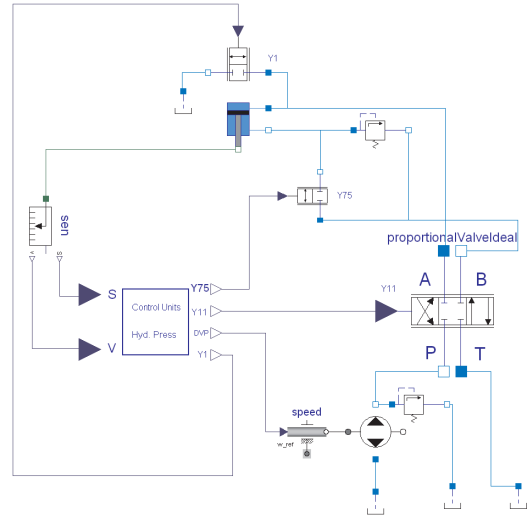 Y1
Y75
sen
proportionalValveIdeal
A B
v s
S
Control Units
Hyd. Press
V
Y75
Y11
DVP
Y1
Y11
P T
speed
w_ref